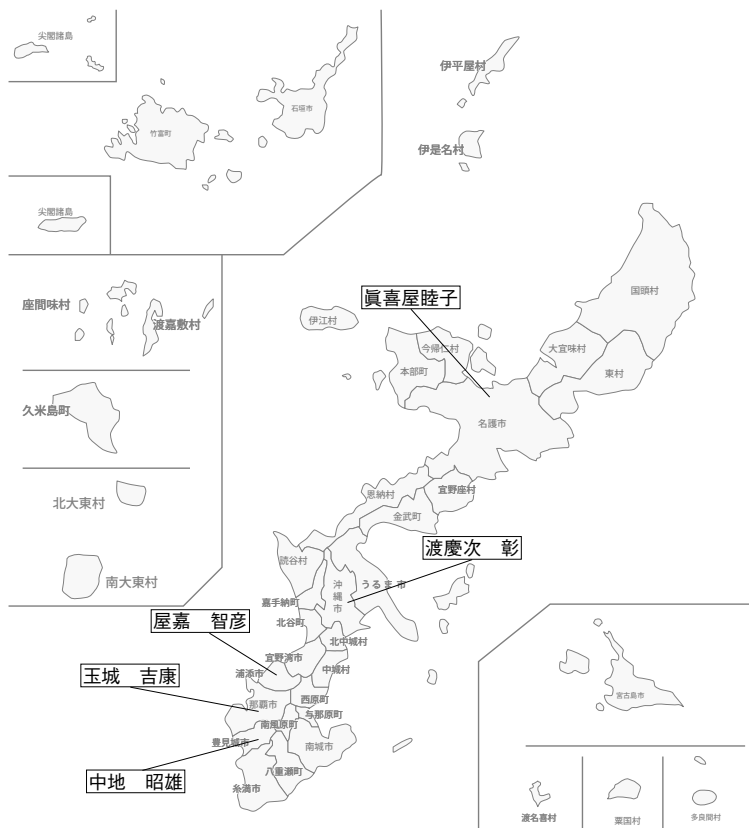 尖閣諸島
伊平屋村
石垣市
竹富町
伊是名村
尖閣諸島
国頭村
眞喜屋睦子
座間味村
伊江村
渡嘉敷村
今帰仁村
大宜味村
本部町
東村
久米島町
名護市
宜野座村
恩納村
北大東村
金武町
渡慶次 彰
読谷村
南大東村
うるま市
沖縄市
嘉手納町
屋嘉 智彦
北谷町
北中城村
宜野湾市
中城村
浦添市
玉城 吉康
宮古島市
西原町
那覇市
与那原町
南風原町
豊見城市
南城市
八重瀬町
中地 昭雄
糸満市
渡名喜村
粟国村
多良間村